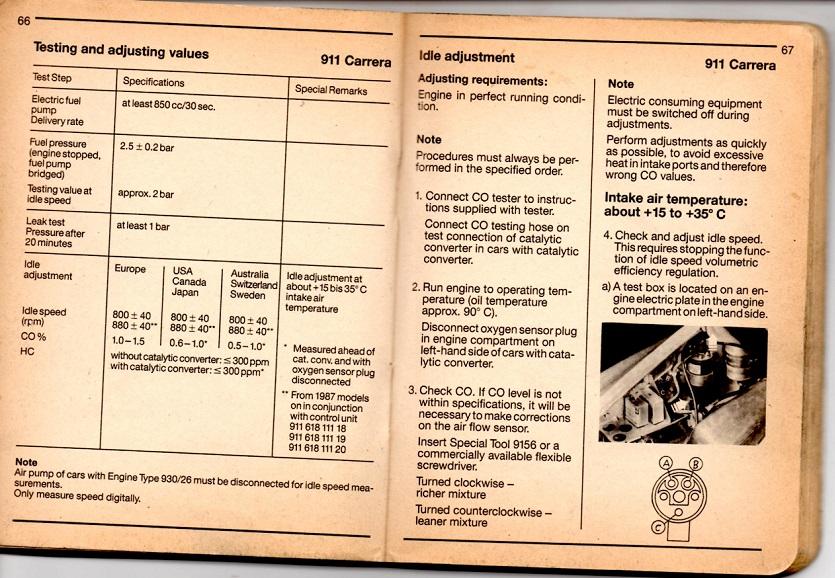 66
Testing and adjusting values
911 Carrera
Test Step Specifications Special Remarks
Electric fuel
pump
Delivery rate
at least 850 cc/30 sec.
Fuel pressure
(engine stopped,
fuel pump
bridged)
2.5 ± 0.2 bar
Testing value at
idle speed
approx. 2 bar
Leak test
Pressure after
20 minutes
at least 1 bar
Idle
adjustment
Europe
USA
Canada
Japan
Australia
Switzerland
Sweden
Idle adjustment at
about +15 bis 35° C
intake air
temperature
Idle speed
(rpm)
800 ± 40 800 ± 40 800 ± 40
880 ± 40** 880 ± 40** 880 ± 40**
CO % 1.0–1.5 0.6–1.0* 0.5–1.0*
HC
without catalytic converter: ≤ 300 ppm
with catalytic converter: ≤ 300 ppm*
* Measured ahead of
cat. conv. and with
oxygen sensor plug
disconnected
** From 1987 models
on in conjunction
with control unit
911 618 111 18
911 618 111 19
911 618 111 20
Note
Air pump of cars with Engine Type 930/26 must be disconnected for idle speed mea-
surements.
Only measure speed digitally.
67
Idle adjustment
911 Carrera
Adjusting requirements:
Engine in perfect running condi-
tion.
Note
Procedures must always be per-
formed in the specified order.
1. Connect CO tester to instruc-
tions supplied with tester.
Connect CO testing hose on
test connection of catalytic
converter in cars with catalytic
converter.
2. Run engine to operating tem-
perature (oil temperature
approx. 90° C).
Disconnect oxygen sensor plug
in engine compartment on
left-hand side of cars with cata-
lytic converter.
3. Check CO. If CO level is not
within specifications, it will be
necessary to make corrections
on the air flow sensor.
Insert Special Tool 9156 or a
commercially available flexible
screwdriver.
Turned clockwise –
richer mixture
Turned counterclockwise –
leaner mixture
Note
Electric consuming equipment
must be switched off during
adjustments.
Perform adjustments as quickly
as possible, to avoid excessive
heat in intake ports and therefore
wrong CO values.
Intake air temperature:
about +15 to +35° C
4. Check and adjust idle speed.
This requires stopping the func-
tion of idle speed volumetric
efficiency regulation.
a) A test box is located on an en-
gine electric plate in the engine
compartment on left-hand side.
A B
C